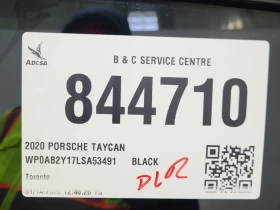 ADESA
B & C SERVICE CENTRE
844710
2020 PORSCHE TAYCAN
WP0AB2Y17LSA53491 BLACK
DLR
Toronto